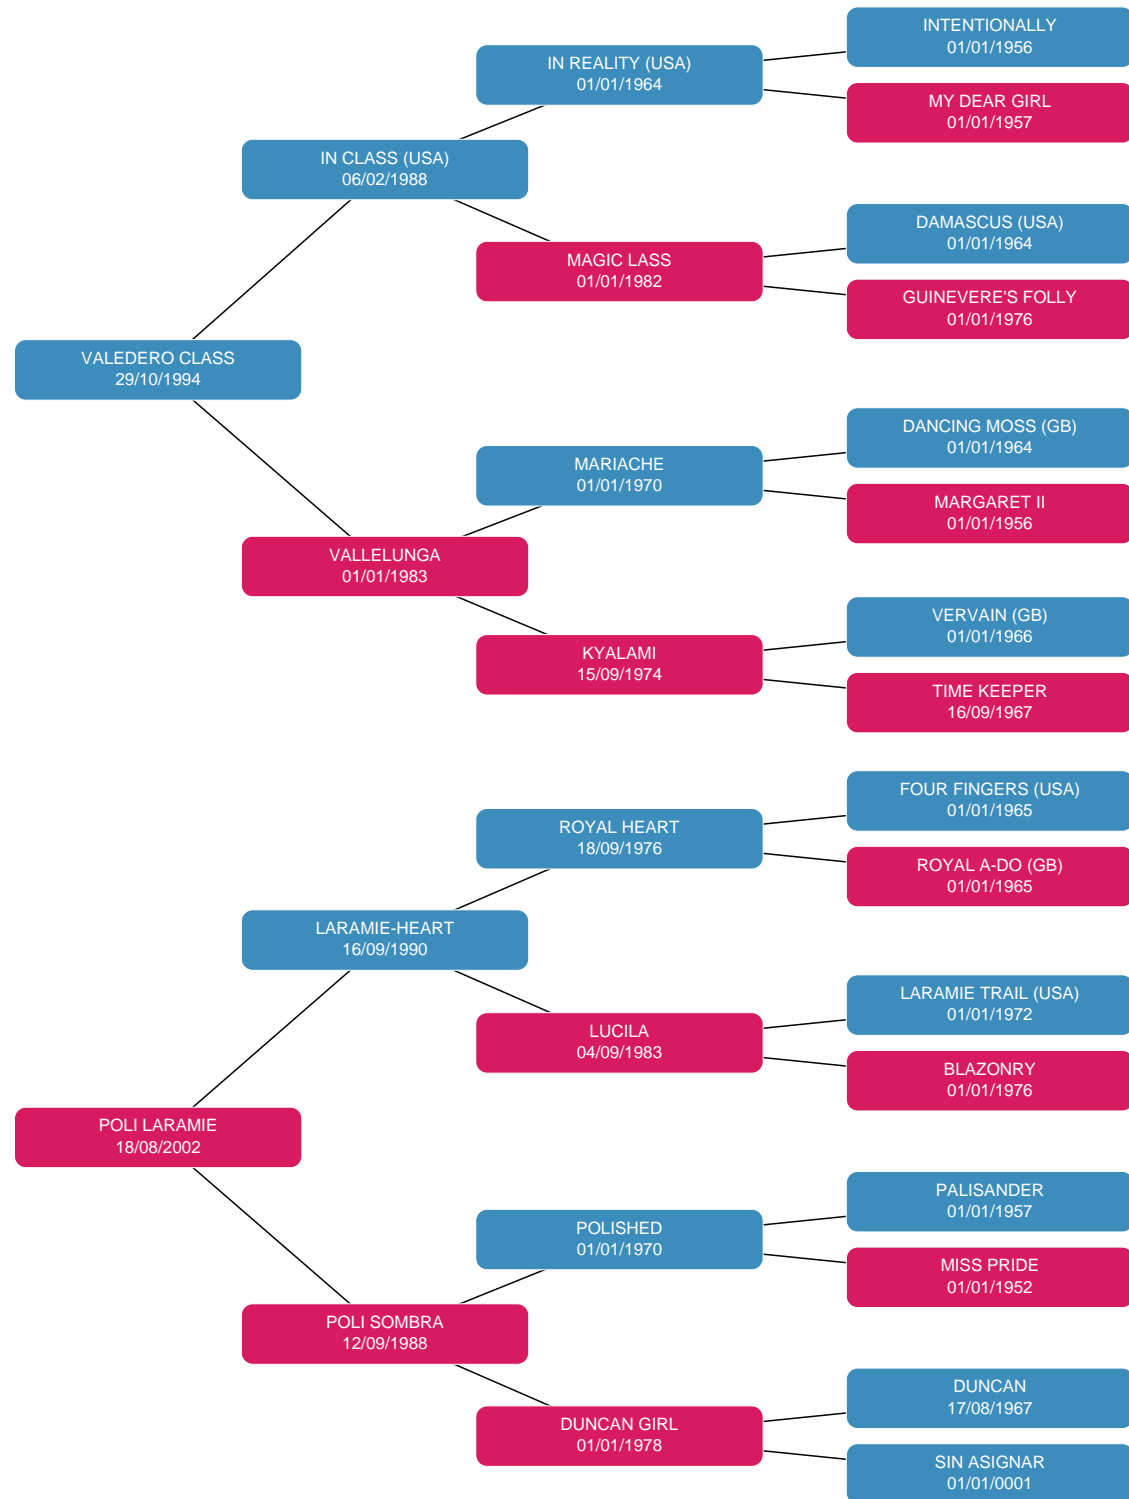 INTENTIONALLY
01/01/1956
IN REALITY (USA)
01/01/1964
MY DEAR GIRL
01/01/1957
IN CLASS (USA)
06/02/1988
DAMASCUS (USA)
01/01/1964
MAGIC LASS
01/01/1982
GUINEVERE'S FOLLY
01/01/1976
VALEDERO CLASS
29/10/1994
DANCING MOSS (GB)
01/01/1964
MARIACHE
01/01/1970
MARGARET II
01/01/1956
VALLELUNGA
01/01/1983
VERVAIN (GB)
01/01/1966
KYALAMI
15/09/1974
TIME KEEPER
16/09/1967
FOUR FINGERS (USA)
01/01/1965
ROYAL HEART
18/09/1976
ROYAL A-DO (GB)
01/01/1965
LARAMIE-HEART
16/09/1990
LARAMIE TRAIL (USA)
01/01/1972
LUCILA
04/09/1983
BLAZONRY
01/01/1976
POLI LARAMIE
18/08/2002
PALISANDER
01/01/1957
POLISHED
01/01/1970
MISS PRIDE
01/01/1952
POLI SOMBRA
12/09/1988
DUNCAN
17/08/1967
DUNCAN GIRL
01/01/1978
SIN ASIGNAR
01/01/0001